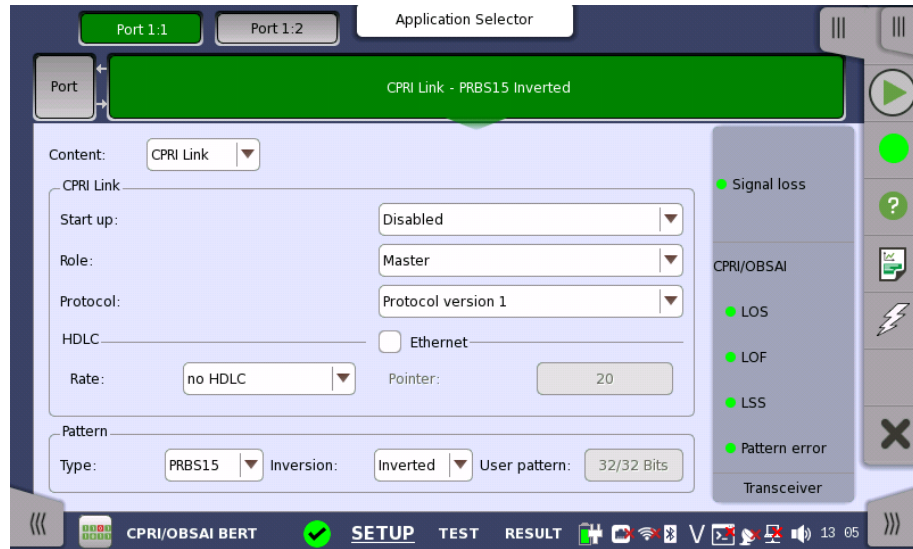 Port 1:1
Port 1:2
Application Selector
Port
CPRI Link - PRBS15 Inverted
Content:
CPRI Link
CPRI Link
Start up:
Disabled
Role:
Master
Protocol:
Protocol version 1
HDLC
Ethernet
Rate:
no HDLC
Pointer:
20
Pattern
Type:
PRBS15
Inversion:
Inverted
User pattern:
32/32 Bits
Signal loss
CPRI/OBSAI
LOS
LOF
LSS
Pattern error
Transceiver
CPRI/OBSAI BERT
SETUP
TEST
RESULT
V
13 05